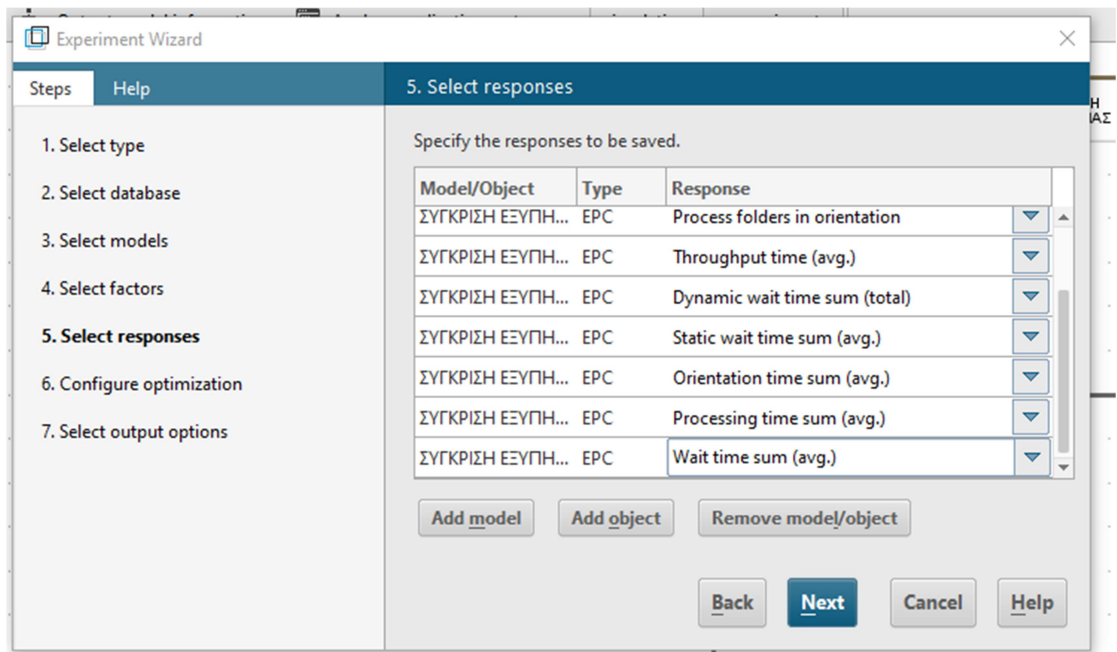 Experiment Wizard
Steps Help
5. Select responses
1. Select type
2. Select database
3. Select models
4. Select factors
5. Select responses
6. Configure optimization
7. Select output options
Specify the responses to be saved.
Model/Object Type Response
ΣΥΓΚΡΙΣΗ ΕΞΥΠΗ... EPC Process folders in orientation
ΣΥΓΚΡΙΣΗ ΕΞΥΠΗ... EPC Throughput time (avg.)
ΣΥΓΚΡΙΣΗ ΕΞΥΠΗ... EPC Dynamic wait time sum (total)
ΣΥΓΚΡΙΣΗ ΕΞΥΠΗ... EPC Static wait time sum (avg.)
ΣΥΓΚΡΙΣΗ ΕΞΥΠΗ... EPC Orientation time sum (avg.)
ΣΥΓΚΡΙΣΗ ΕΞΥΠΗ... EPC Processing time sum (avg.)
ΣΥΓΚΡΙΣΗ ΕΞΥΠΗ... EPC Wait time sum (avg.)
Add model Add object Remove model/object
Back Next Cancel Help